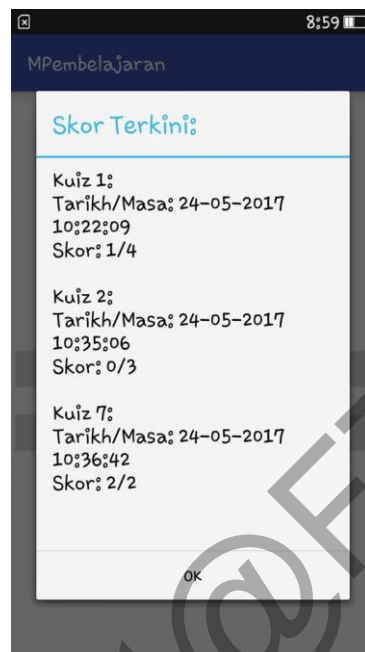 8:59
MPembelajaran
Skor Terkini:
Kuiz 1:
Tarikh/Masa: 24-05-2017
10:22:09
Skor: 1/4
Kuiz 2:
Tarikh/Masa: 24-05-2017
10:35:06
Skor: 0/3
Kuiz 7:
Tarikh/Masa: 24-05-2017
10:36:42
Skor: 2/2
OK